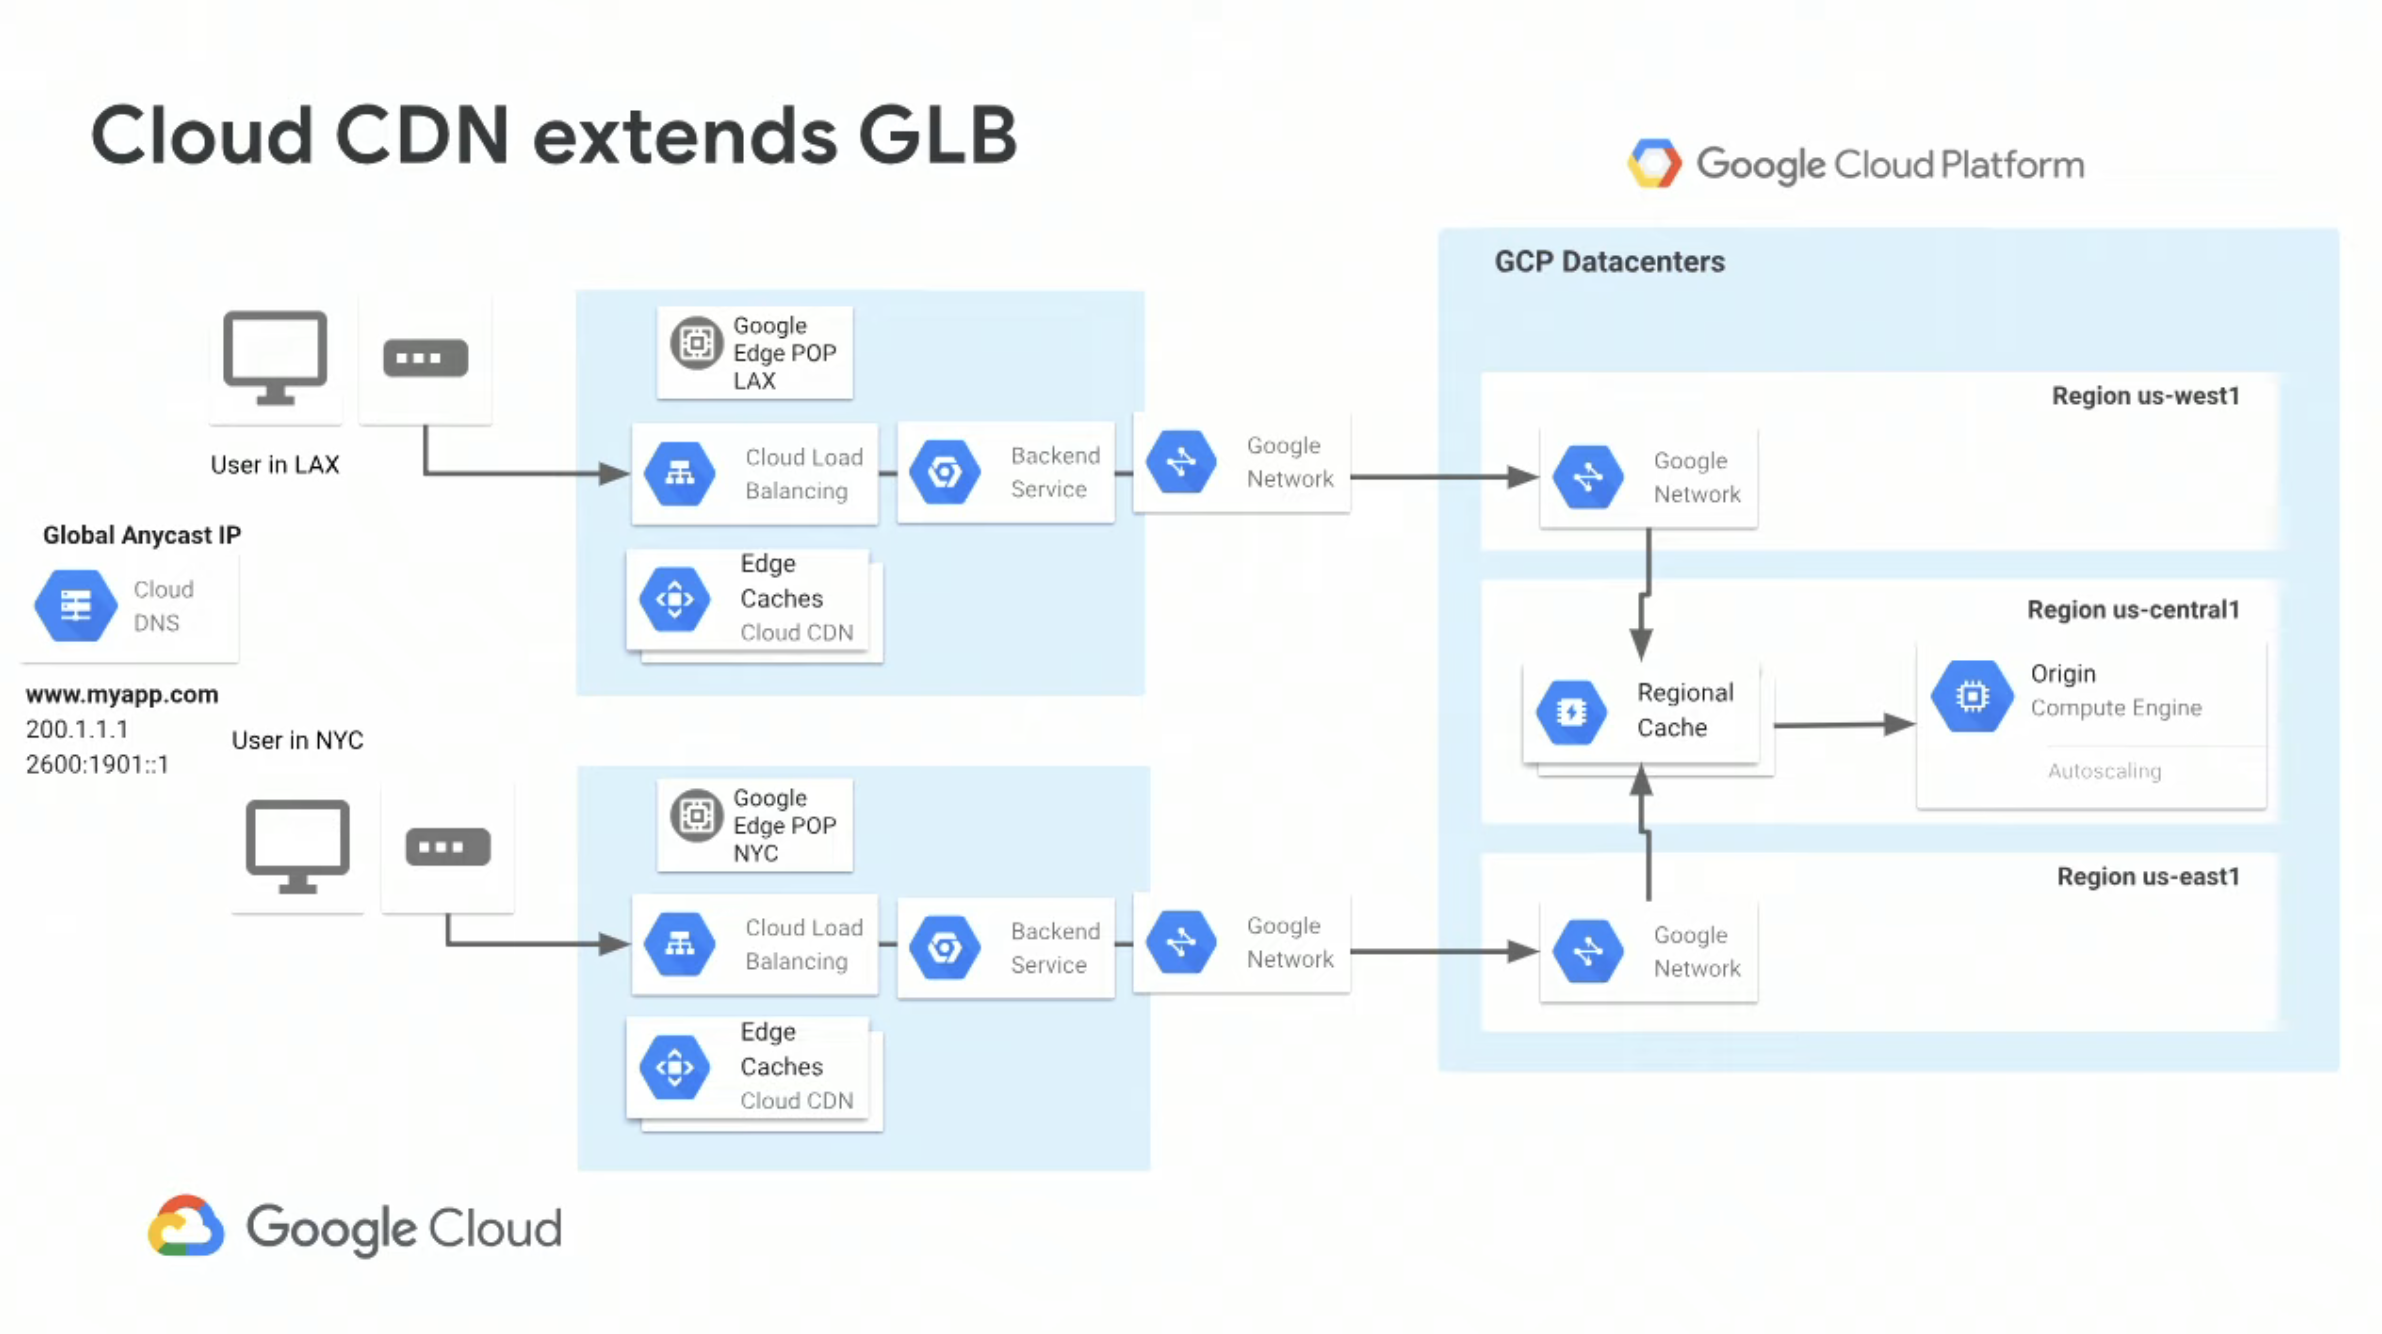 Cloud CDN extends GLB
Google Cloud Platform
GCP Datacenters
User in LAX
Global Anycast IP
Cloud
DNS
www.myapp.com
200.1.1.1
2600:1901::1
User in NYC
Google
Edge POP
LAX
Cloud Load
Balancing
Backend
Service
Google
Network
Edge
Caches
Cloud CDN
Google
Edge POP
NYC
Cloud Load
Balancing
Backend
Service
Google
Network
Edge
Caches
Cloud CDN
Region us-west1
Google
Network
Region us-central1
Regional
Cache
Origin
Compute Engine
Autoscaling
Region us-east1
Google
Network
Google Cloud